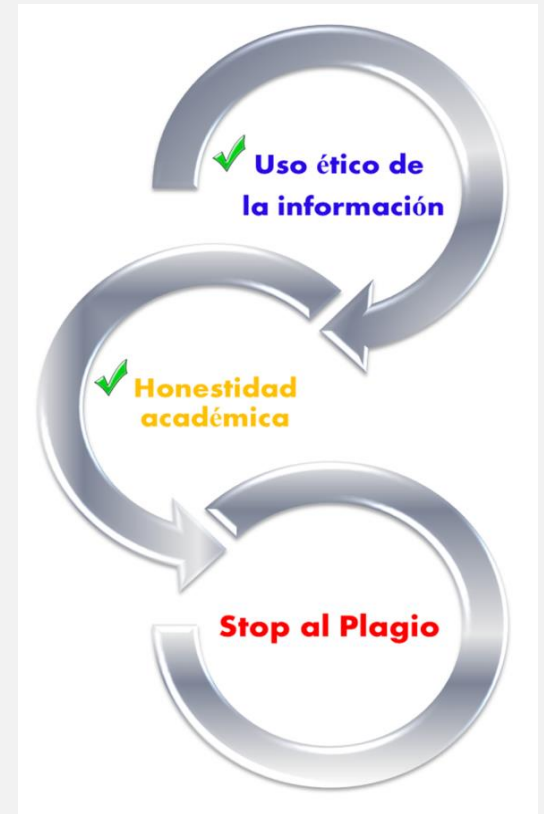 Uso ético de
la información
Honestidad
académica
Stop al Plagio